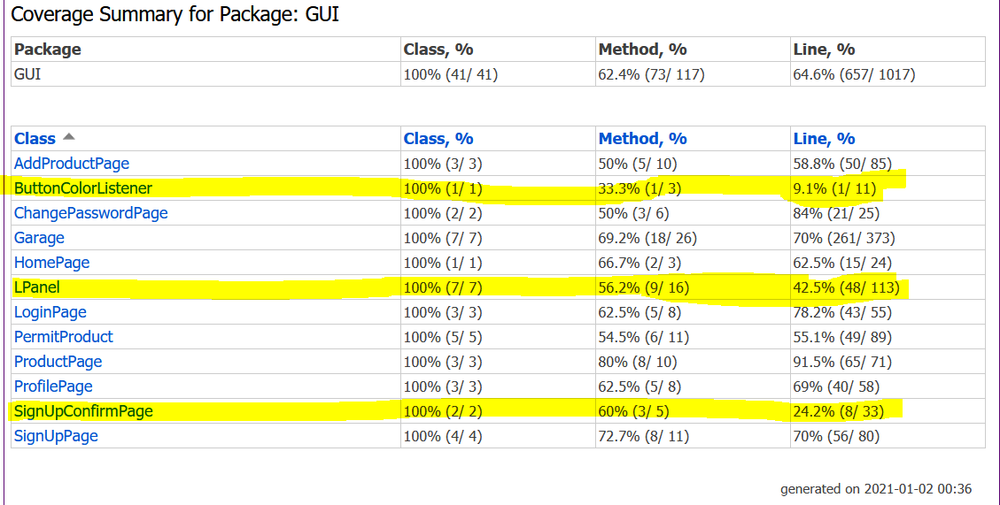 Coverage Summary for Package: GUI
Package Class, % Method, % Line, %
GUI 100% (41/ 41) 62.4% (73/ 117) 64.6% (657/ 1017)
Class Class, % Method, % Line, %
AddProductPage 100% (3/ 3) 50% (5/ 10) 58.8% (50/ 85)
ButtonColorListener 100% (1/ 1) 33.3% (1/ 3) 9.1% (1/ 11)
ChangePasswordPage 100% (2/ 2) 50% (3/ 6) 84% (21/ 25)
Garage 100% (7/ 7) 69.2% (18/ 26) 70% (261/ 373)
HomePage 100% (1/ 1) 66.7% (2/ 3) 62.5% (15/ 24)
LPanel 100% (7/ 7) 56.2% (9/ 16) 42.5% (48/ 113)
LoginPage 100% (3/ 3) 62.5% (5/ 8) 78.2% (43/ 55)
PermitProduct 100% (5/ 5) 54.5% (6/ 11) 55.1% (49/ 89)
ProductPage 100% (3/ 3) 80% (8/ 10) 91.5% (65/ 71)
ProfilePage 100% (3/ 3) 62.5% (5/ 8) 69% (40/ 58)
SignUpConfirmPage 100% (2/ 2) 60% (3/ 5) 24.2% (8/ 33)
SignUpPage 100% (4/ 4) 72.7% (8/ 11) 70% (56/ 80)
generated on 2021-01-02 00:36